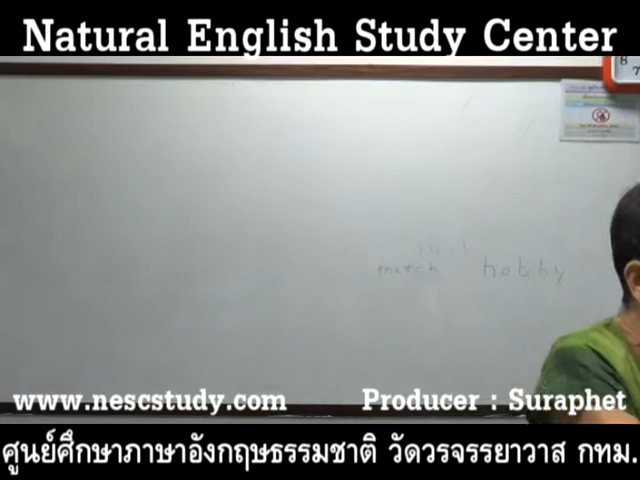 Natural English Study Center
8
7
match hobby
www.nescstudy.com Producer : Suraphet
ศูนย์ศึกษาภาษาอังกฤษธรรมชาติ วัดวรจรรยาวาส กทม.